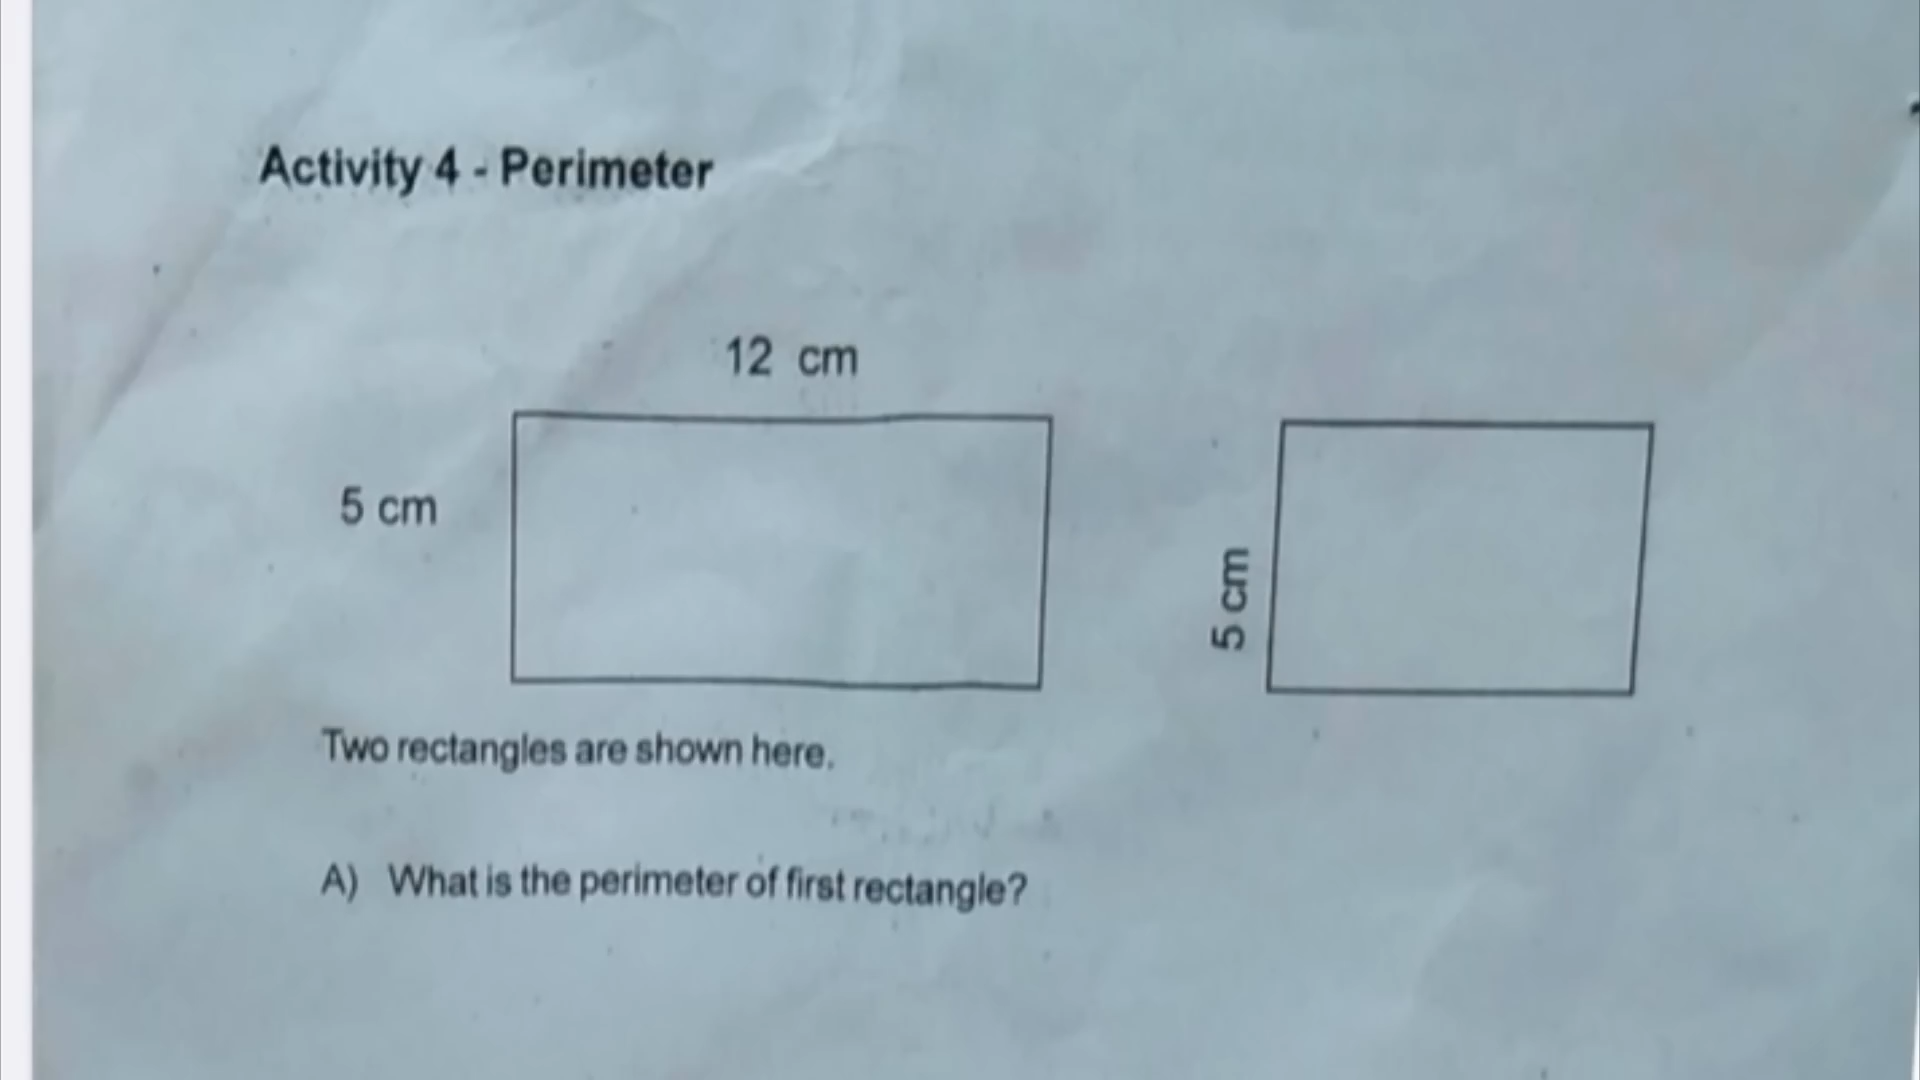 Activity 4 - Perimeter
12 cm
5 cm
5 cm
Two rectangles are shown here.
A) What is the perimeter of first rectangle?